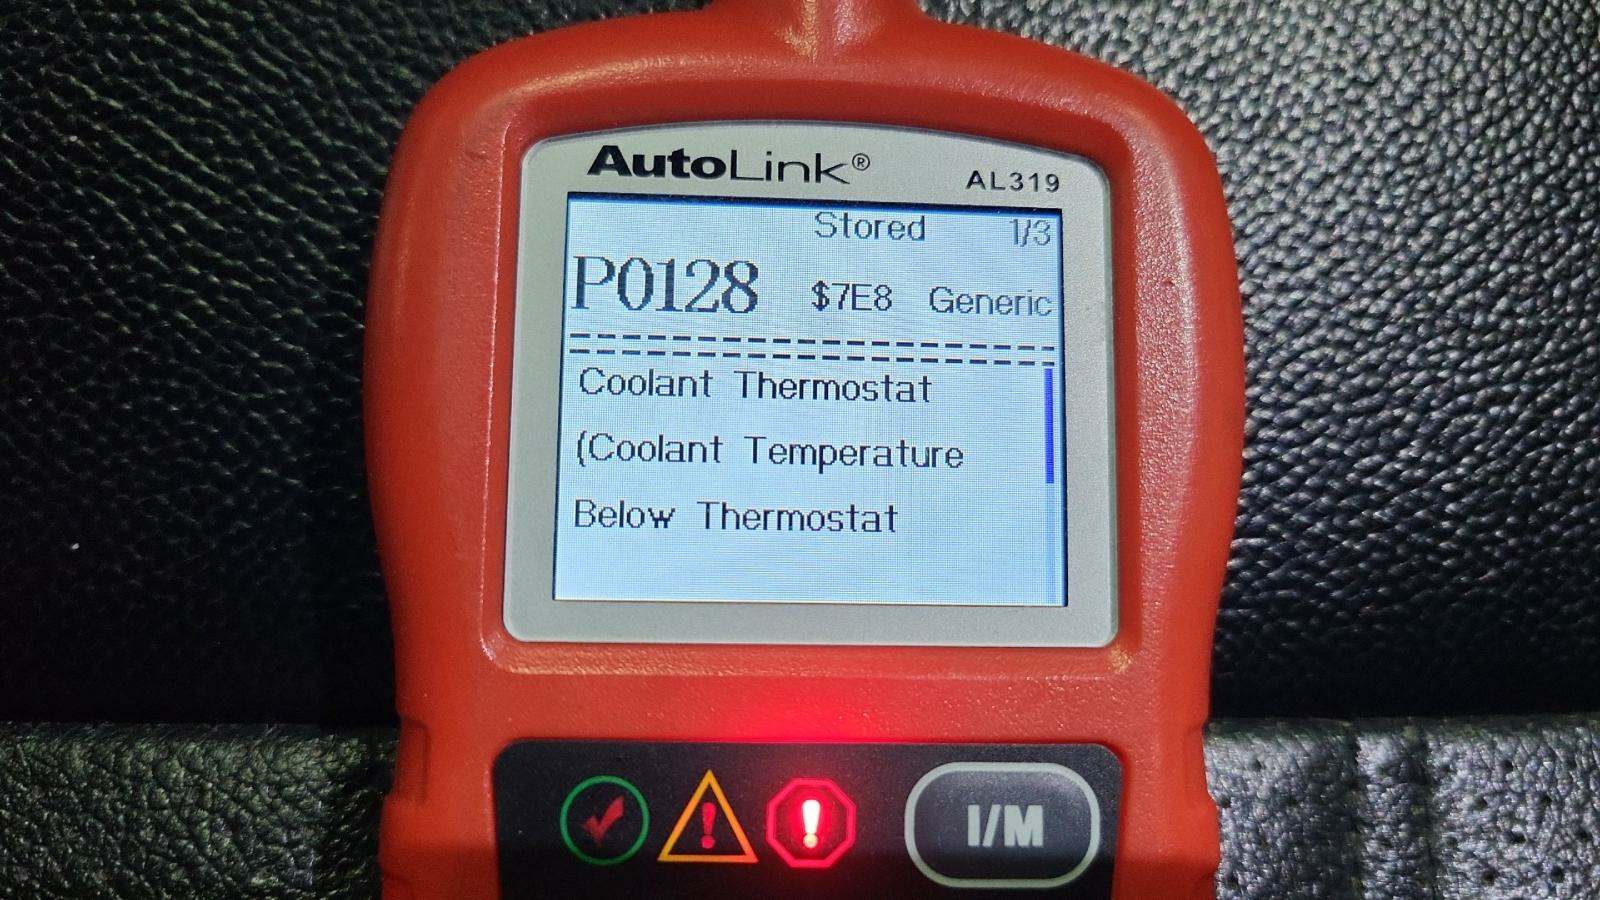 AutoLink®
AL319
Stored 1/3
P0128 $7E8 Generic
Coolant Thermostat
(Coolant Temperature
Below Thermostat
I/M